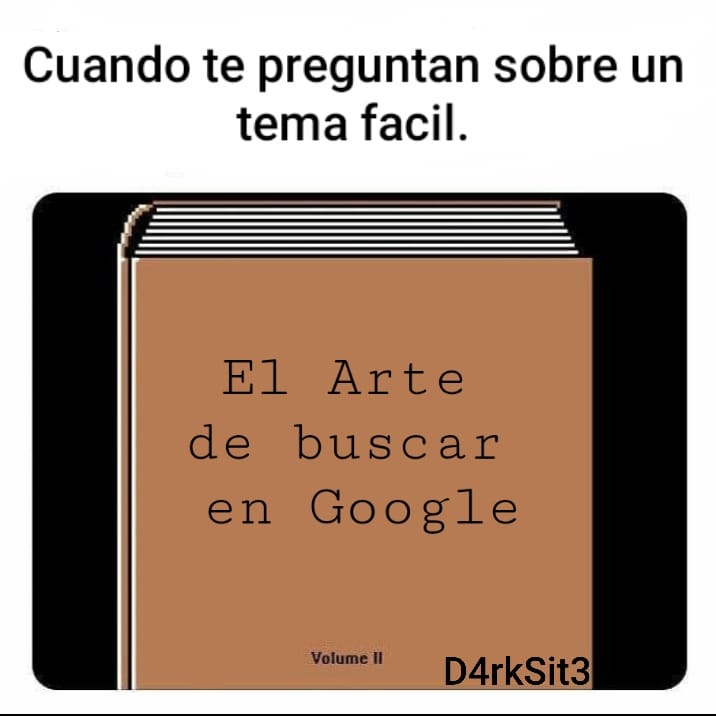 Cuando te preguntan sobre un
tema facil.
El Arte
de buscar
en Google
Volume II
D4rkSit3